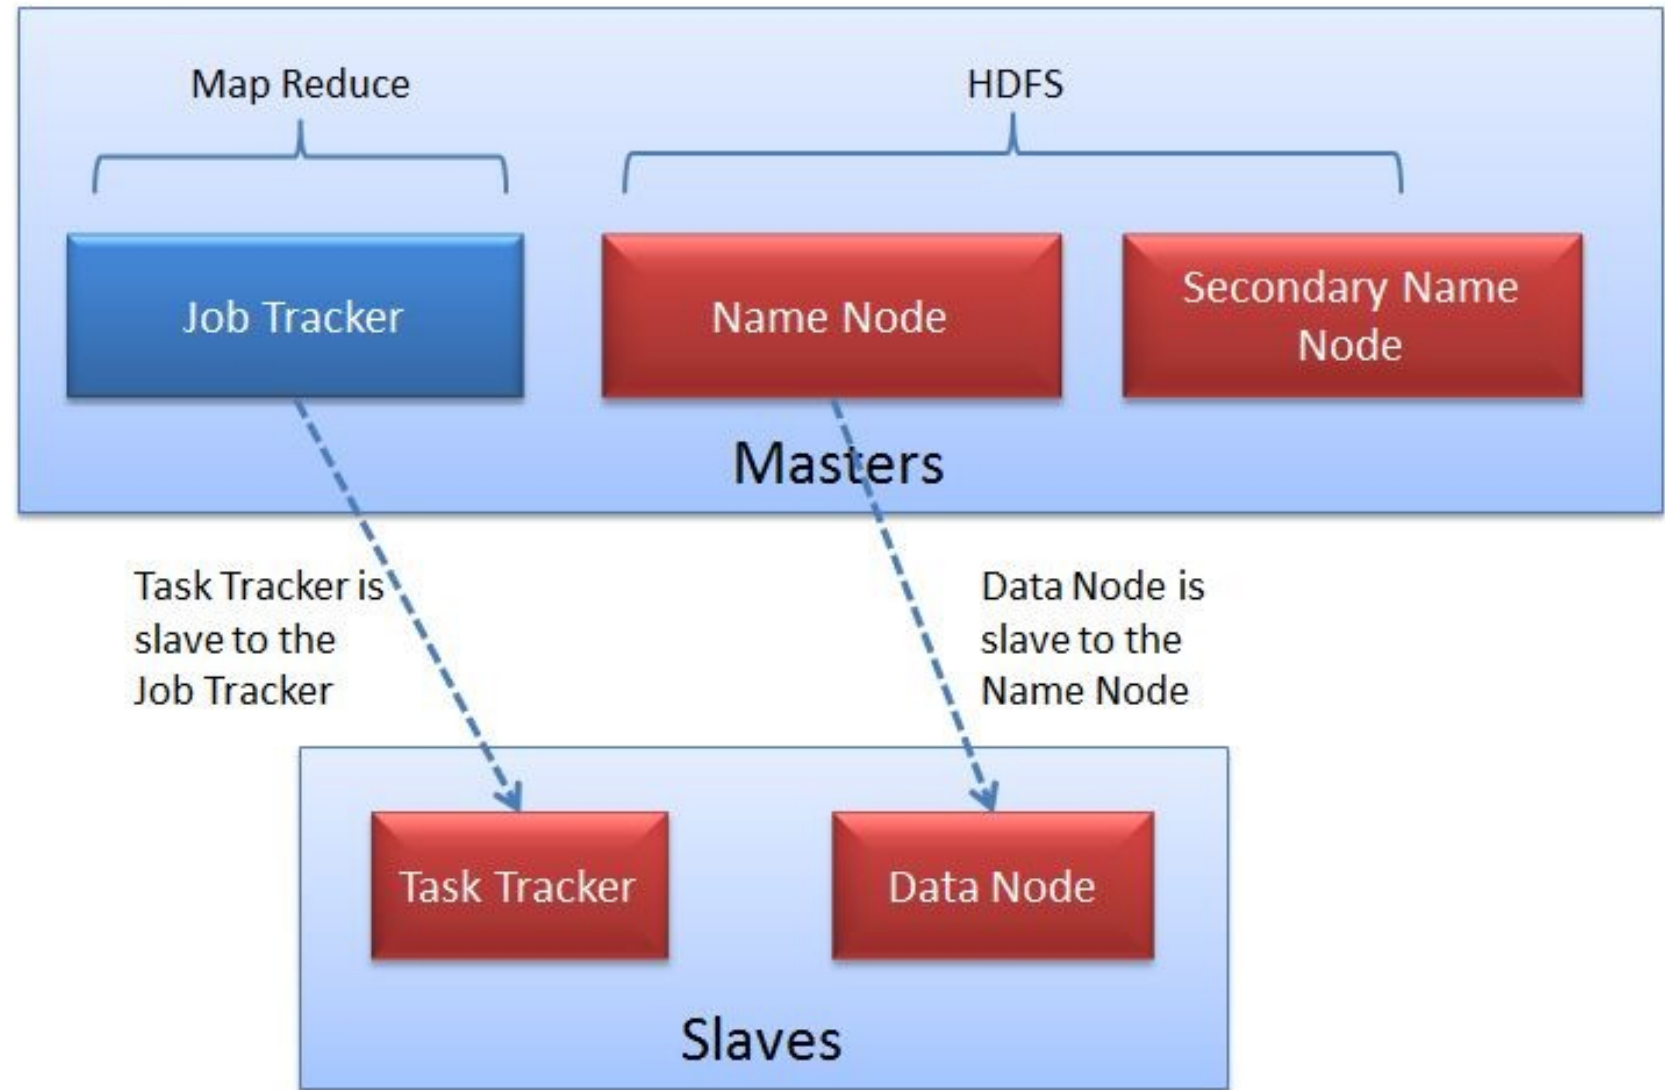 Map Reduce
HDFS
Job Tracker
Name Node
Secondary Name
Node
Masters
Task Tracker is
slave to the
Job Tracker
Data Node is
slave to the
Name Node
Task Tracker
Data Node
Slaves